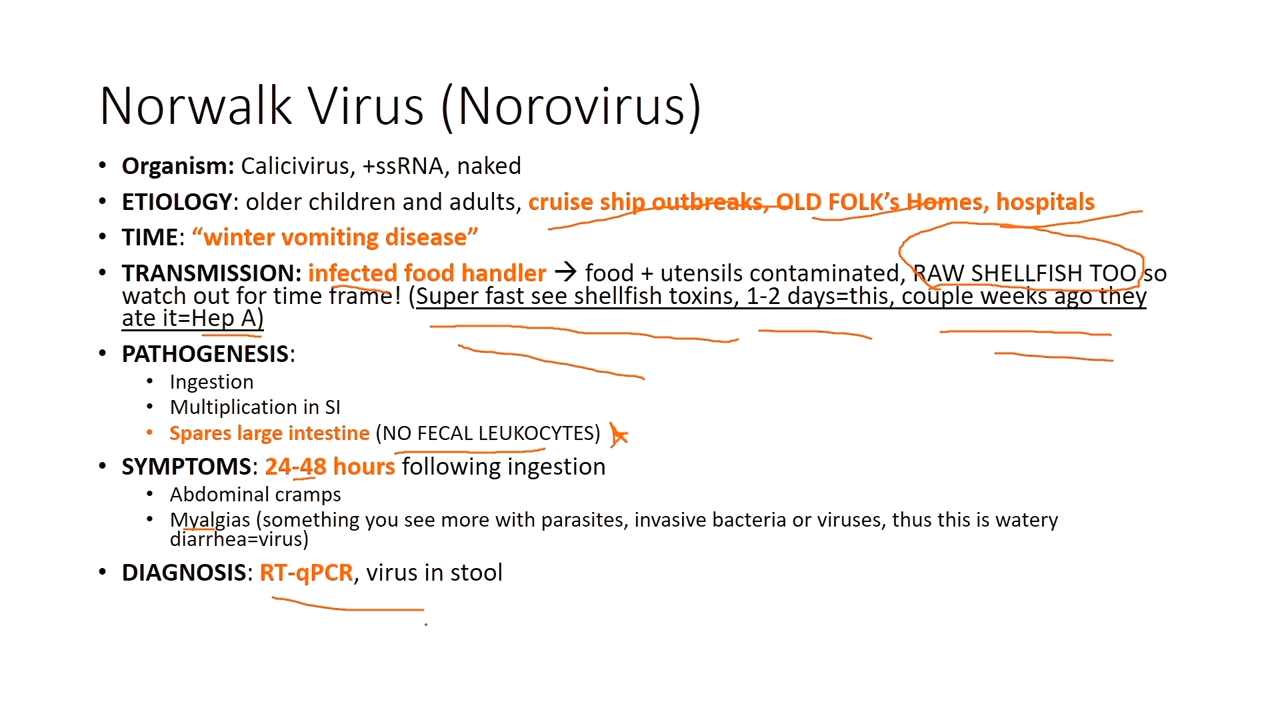 Norwalk Virus (Norovirus)
• Organism: Calicivirus, +ssRNA, naked
• ETIOLOGY: older children and adults, cruise ship outbreaks, OLD FOLK's Homes, hospitals
• TIME: "winter vomiting disease"
• TRANSMISSION: infected food handler → food + utensils contaminated, RAW SHELLFISH TOO so
watch out for time frame! (Super fast see shellfish toxins, 1-2 days=this, couple weeks ago they
ate it=Hep A)
• PATHOGENESIS:
• Ingestion
• Multiplication in SI
• Spares large intestine (NO FECAL LEUKOCYTES)
• SYMPTOMS: 24-48 hours following ingestion
• Abdominal cramps
• Myalgias (something you see more with parasites, invasive bacteria or viruses, thus this is watery
diarrhea=virus)
• DIAGNOSIS: RT-qPCR, virus in stool